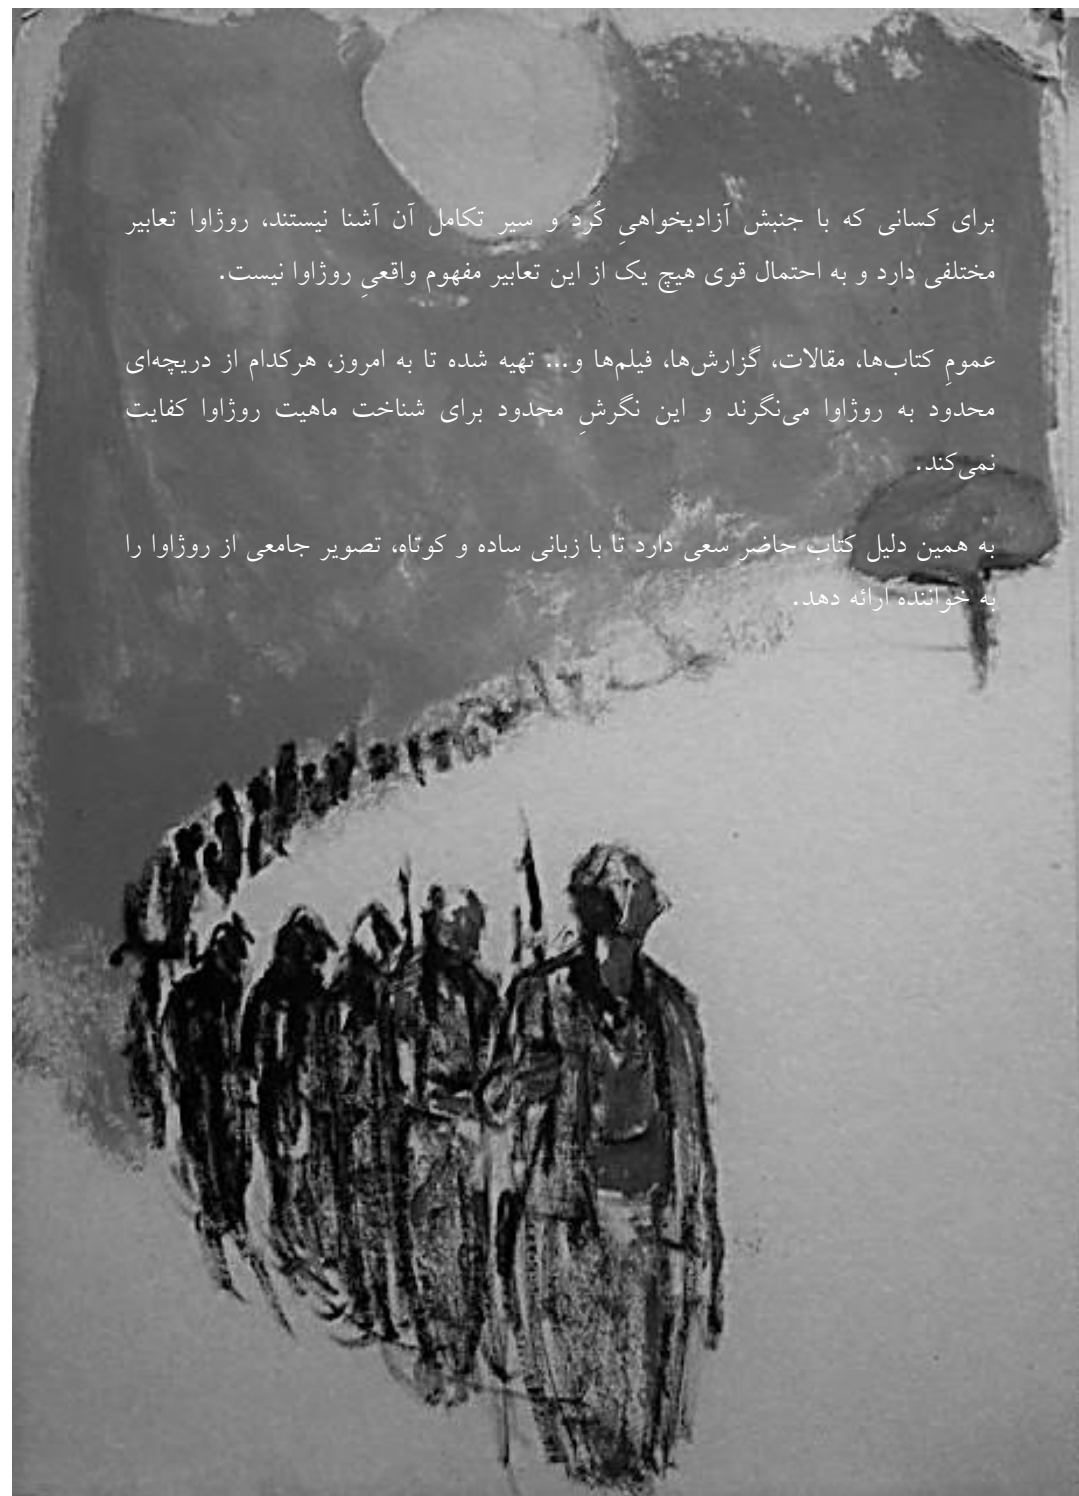 برای کسانی که با جنبش آزادیخواهیِ کُرد و سیر تکامل آن آشنا نیستند، روژاوا تعابیر
مختلفی دارد و به احتمال قوی هیچ یک از این تعابیر مفهوم واقعیِ روژاوا نیست.
عمومِ کتاب‌ها، مقالات، گزارش‌ها، فیلم‌ها و... تهیه شده تا به امروز، هرکدام از دریچه‌ای
محدود به روژاوا می‌نگرند و این نگرشِ محدود برای شناخت ماهیت روژاوا کفایت
نمی‌کند.
به همین دلیل کتاب حاضر سعی دارد تا با زبانی ساده و کوتاه، تصویر جامعی از روژاوا را
به خواننده ارائه دهد.